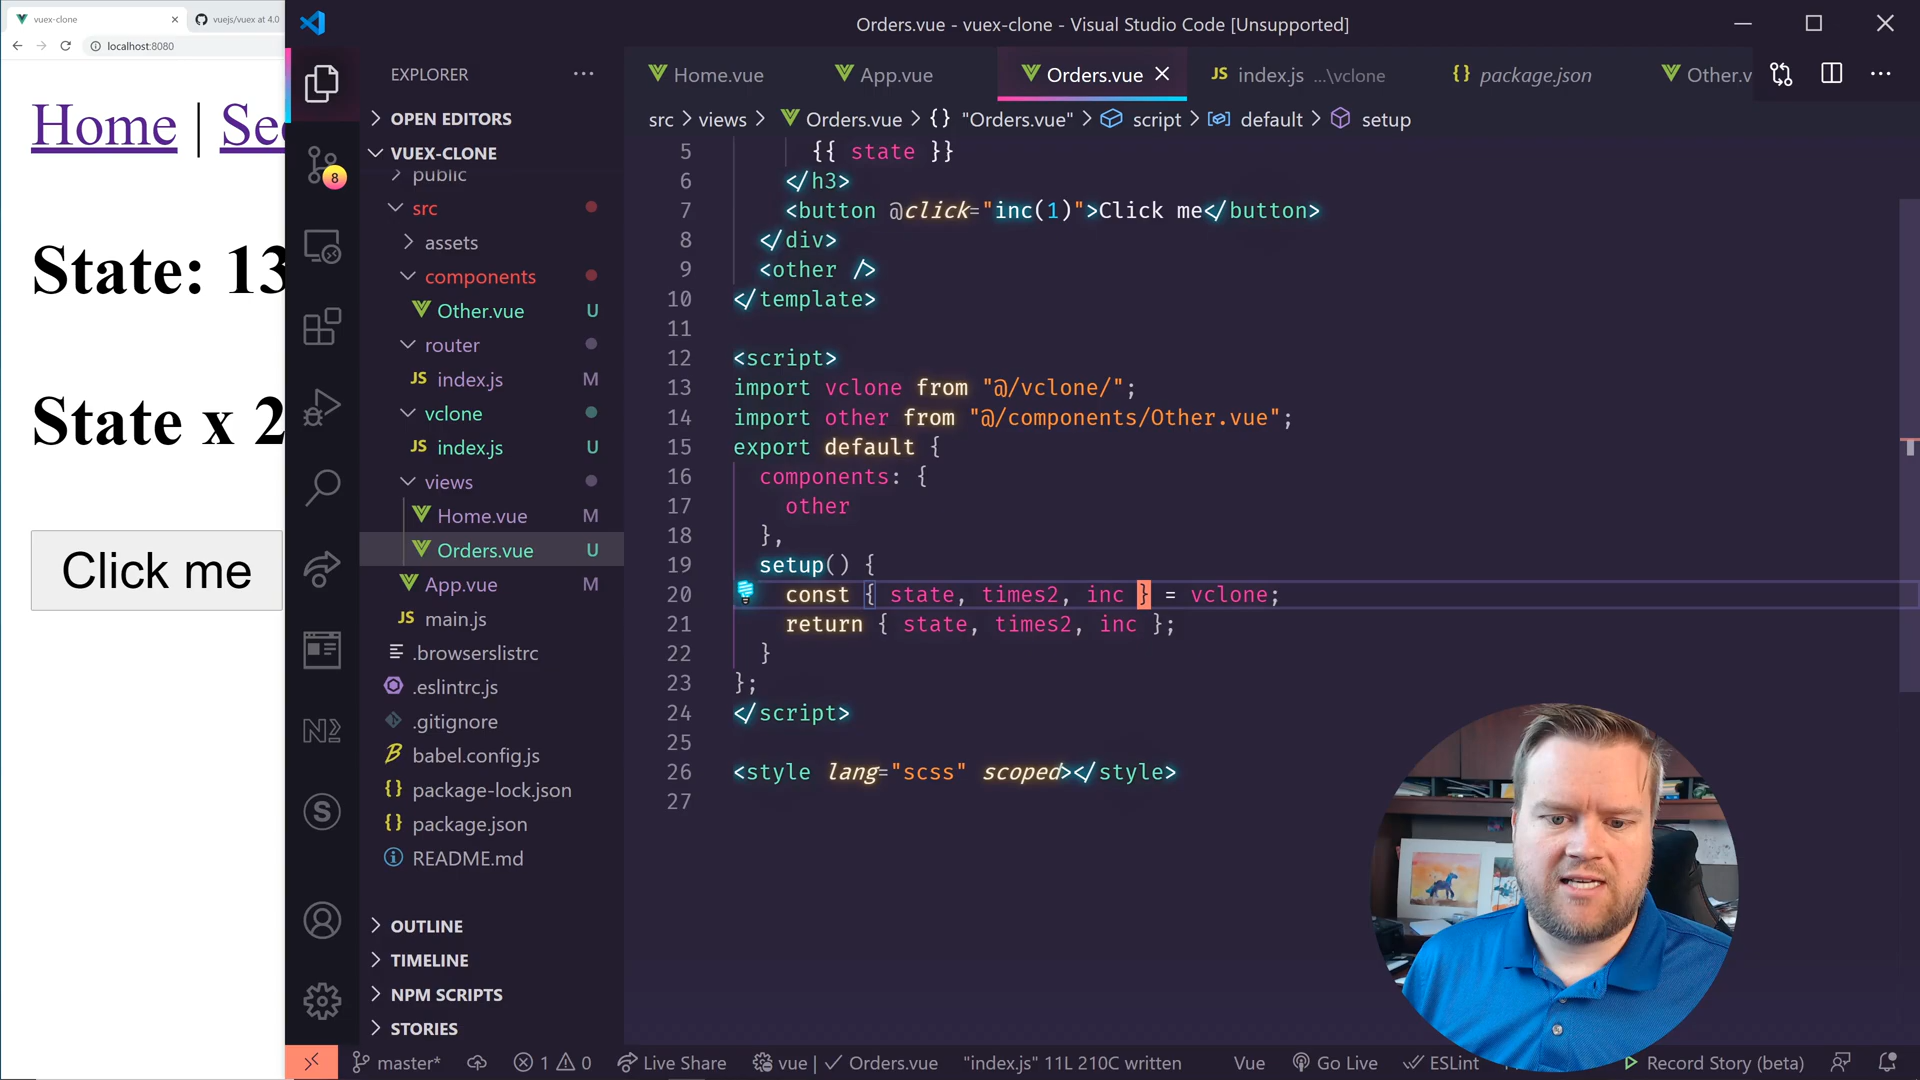 vuex-clone
vuejs/vuex at 4.0
localhost:8080
Home |
State: 13
State x 2
Click me
Orders.vue - vuex-clone - Visual Studio Code [Unsupported]
EXPLORER
OPEN EDITORS
VUEX-CLONE
public
src
assets
components
Other.vue U
router
JS index.js M
vclone
JS index.js U
views
Home.vue M
Orders.vue U
App.vue M
JS main.js
.browserslistrc
.eslintrc.js
.gitignore
babel.config.js
{} package-lock.json
{} package.json
README.md
OUTLINE
TIMELINE
NPM SCRIPTS
STORIES
8
Home.vue
App.vue
Orders.vue
JS index.js ...\vclone
{} package.json
Other.v
src > views > Orders.vue > {} "Orders.vue" > script > default > setup
5 {{ state }}
6 </h3>
7 <button @click="inc(1)">Click me</button>
8 </div>
9 <other />
10 </template>
11
12 <script>
13 import vclone from "@/vclone/";
14 import other from "@/components/Other.vue";
15 export default {
16 components: {
17 other
18 },
19 setup() {
20 const { state, times2, inc } = vclone;
21 return { state, times2, inc };
22 }
23 };
24 </script>
25
26 <style lang="scss" scoped></style>
27
master* 1 0 Live Share vue | Orders.vue "index.js" 11L 210C written Vue Go Live ESLint Record Story (beta)